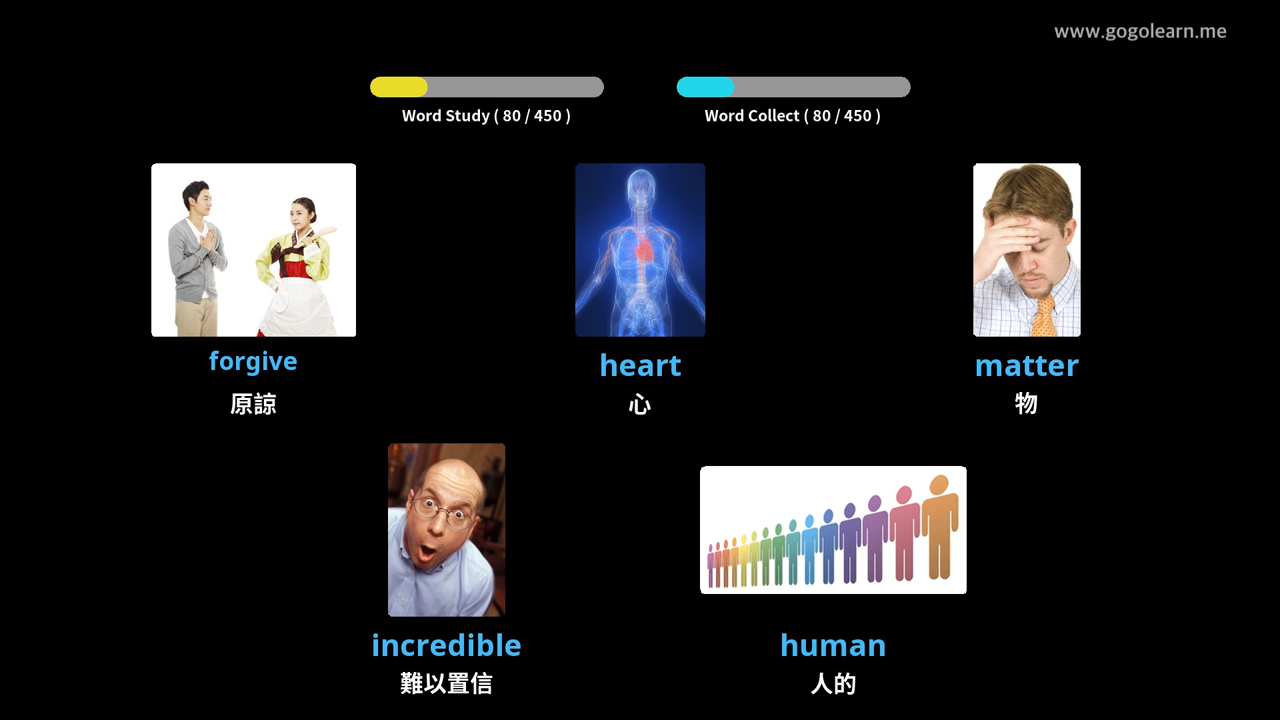 www.gogolearn.me
Word Study ( 80 / 450 )
Word Collect ( 80 / 450 )
forgive
原諒
heart
心
matter
物
incredible
難以置信
human
人的